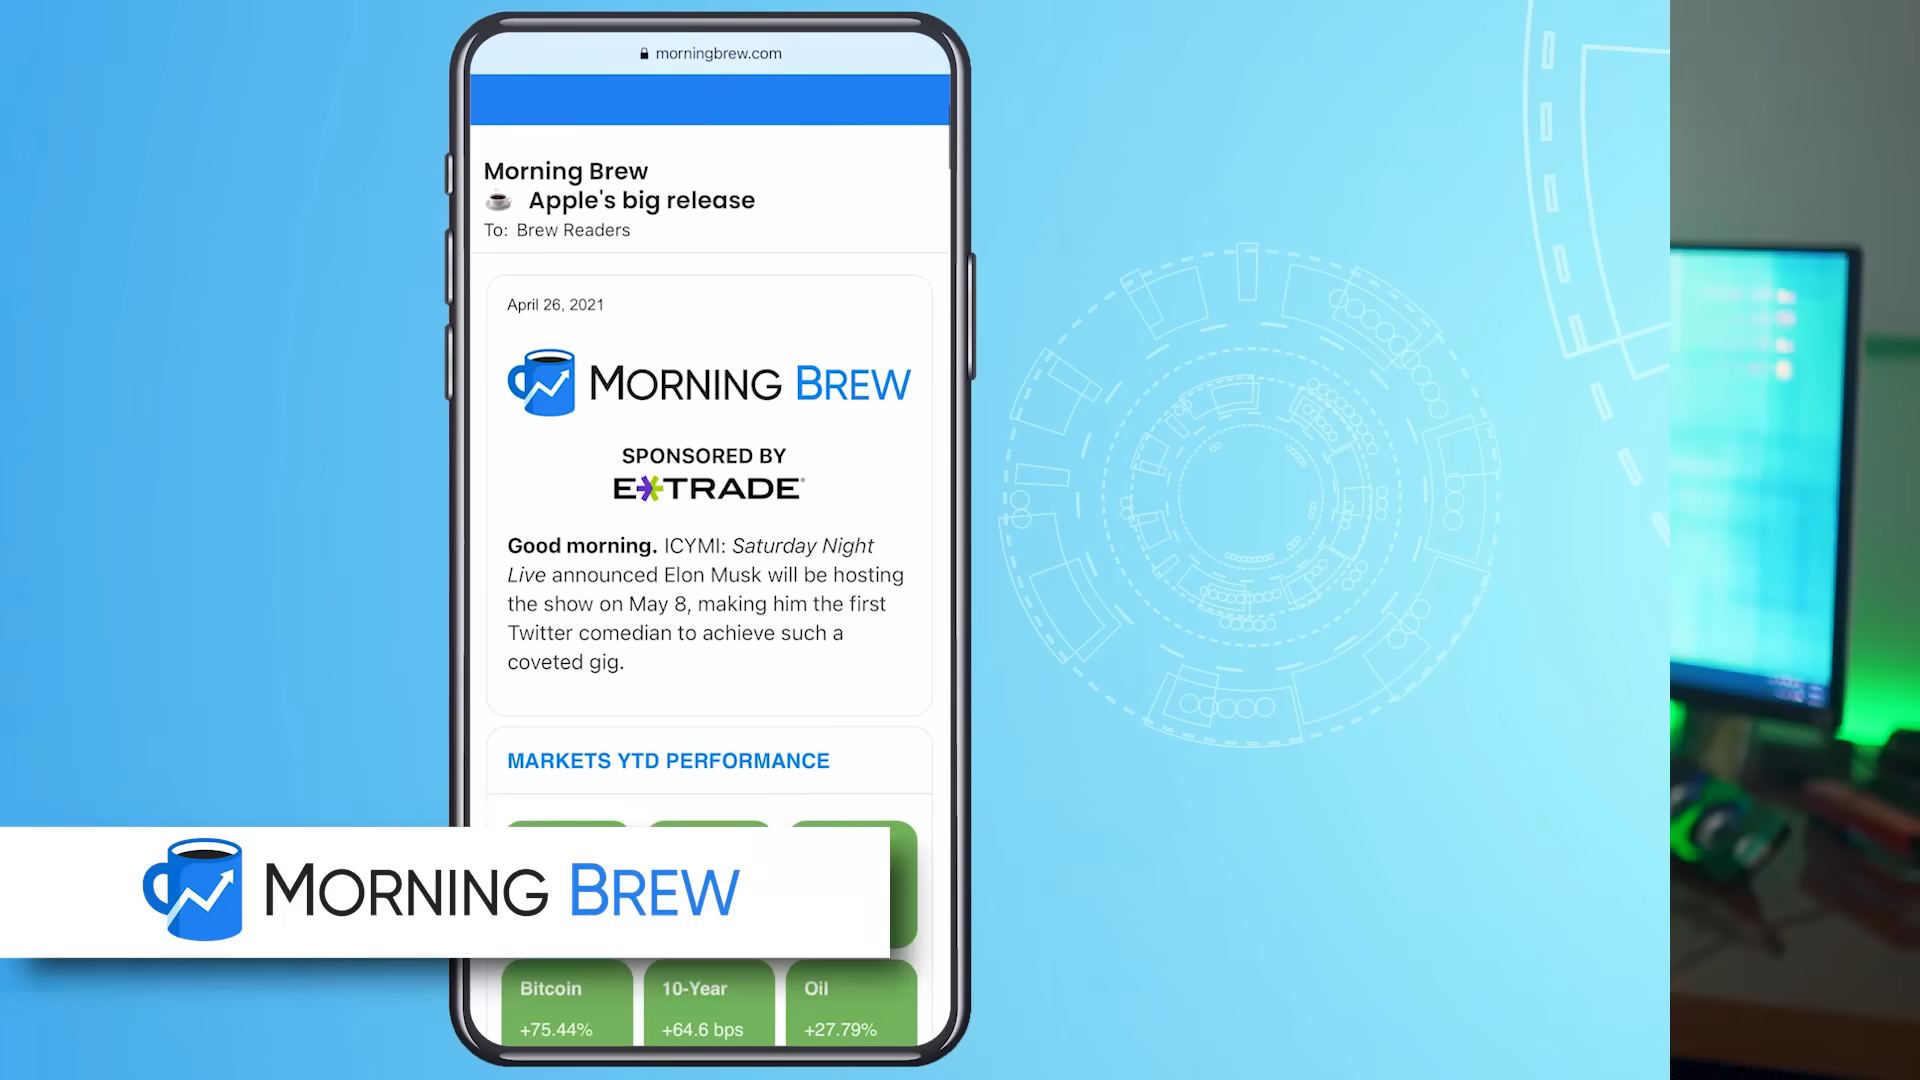 morningbrew.com
Morning Brew
☕ Apple's big release
To: Brew Readers
April 26, 2021
MORNING BREW
SPONSORED BY
E*TRADE®
Good morning. ICYMI: Saturday Night
Live announced Elon Musk will be hosting
the show on May 8, making him the first
Twitter comedian to achieve such a
coveted gig.
MARKETS YTD PERFORMANCE
MORNING BREW
Bitcoin 10-Year Oil
+75.44% +64.6 bps +27.79%